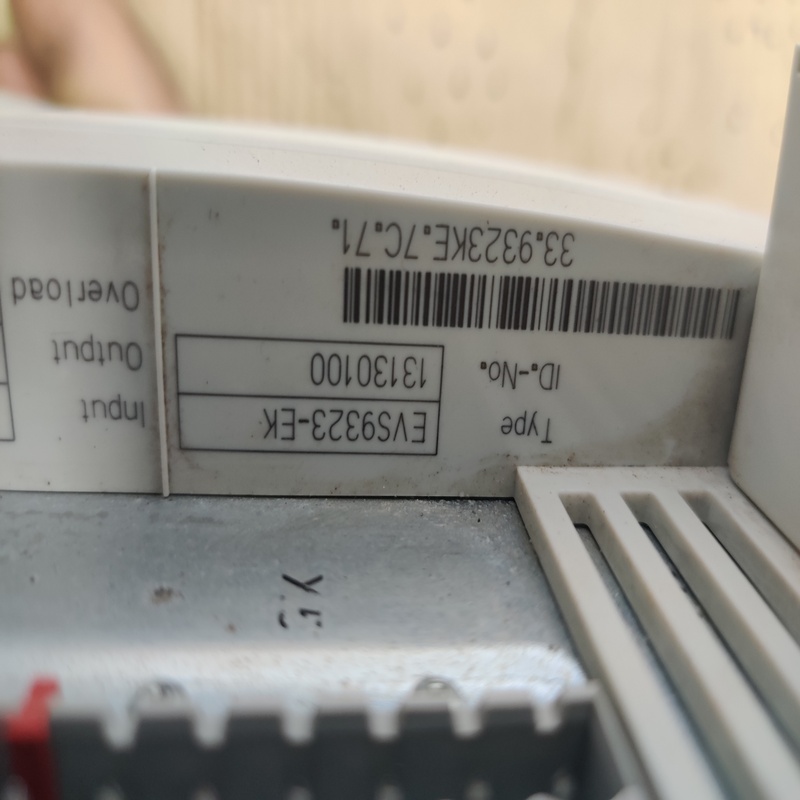 Type EVS9323-EK
ID.-No. 13130100
33.9323KE.7C.71.
Input
Output
Overload